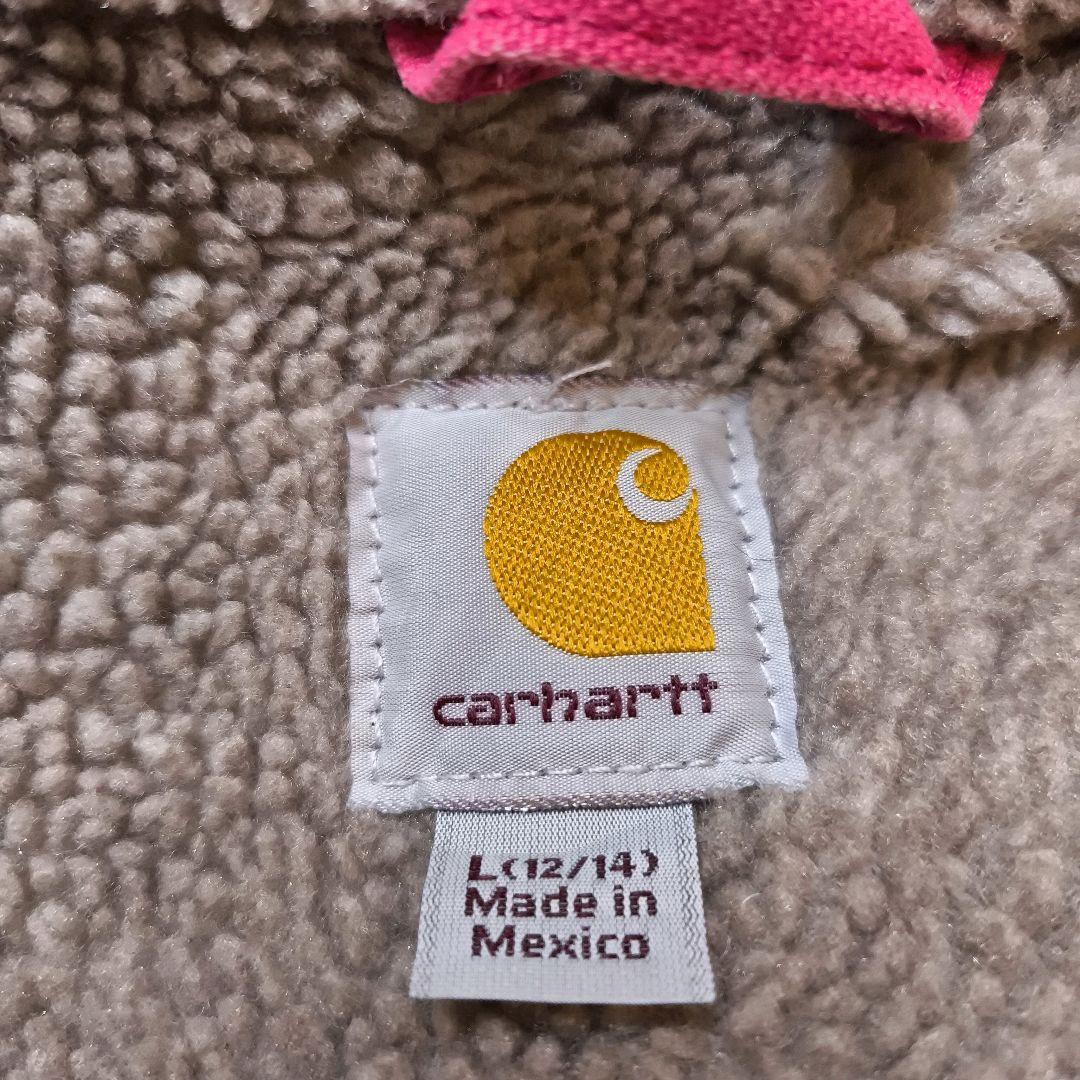 carhartt
L(12/14)
Made in
Mexico